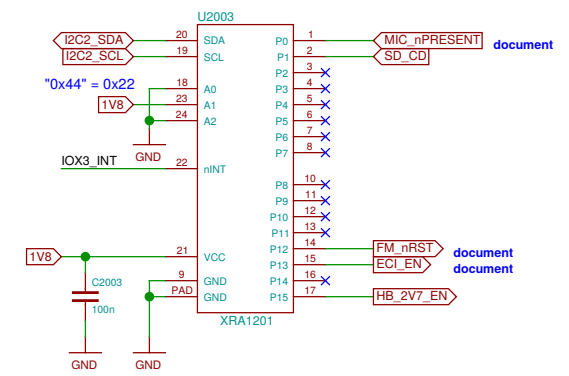 U2003
I2C2_SDA 20 SDA P0 1 MIC_nPRESENT document
I2C2_SCL 19 SCL P1 2 SD_CD
P2 3
"0x44" = 0x22 18 A0 P3 4
1V8 23 A1 P4 5
24 A2 P5 6
P6 7
GND P7 8
IOX3_INT 22 nINT
P8 10
P9 11
P10 12
P11 13
P12 14 FM_nRST document
1V8 21 VCC P13 15 ECI_EN document
C2003 9 GND P14 16
100n PAD GND P15 17 HB_2V7_EN
XRA1201
GND GND